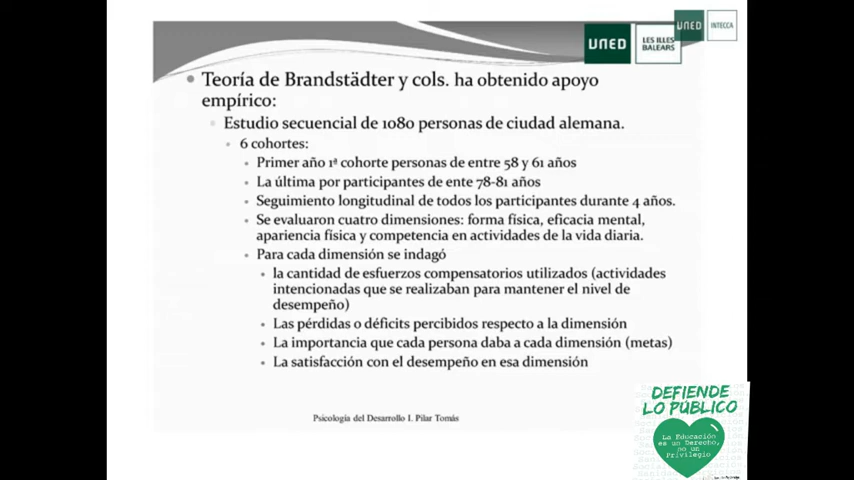 UNED
INTECCA
UNED
LES ILLES
BALEARS
Teoría de Brandstädter y cols. ha obtenido apoyo
empírico:
Estudio secuencial de 1080 personas de ciudad alemana.
6 cohortes:
Primer año 1ª cohorte personas de entre 58 y 61 años
La última por participantes de ente 78-81 años
Seguimiento longitudinal de todos los participantes durante 4 años.
Se evaluaron cuatro dimensiones: forma física, eficacia mental,
apariencia física y competencia en actividades de la vida diaria.
Para cada dimensión se indagó
la cantidad de esfuerzos compensatorios utilizados (actividades
intencionadas que se realizaban para mantener el nivel de
desempeño)
Las pérdidas o déficits percibidos respecto a la dimensión
La importancia que cada persona daba a cada dimensión (metas)
La satisfacción con el desempeño en esa dimensión
Psicología del Desarrollo I. Pilar Tomás
DEFIENDE
LO PÚBLICO
La Educación
es un Derecho,
no un
Privilegio